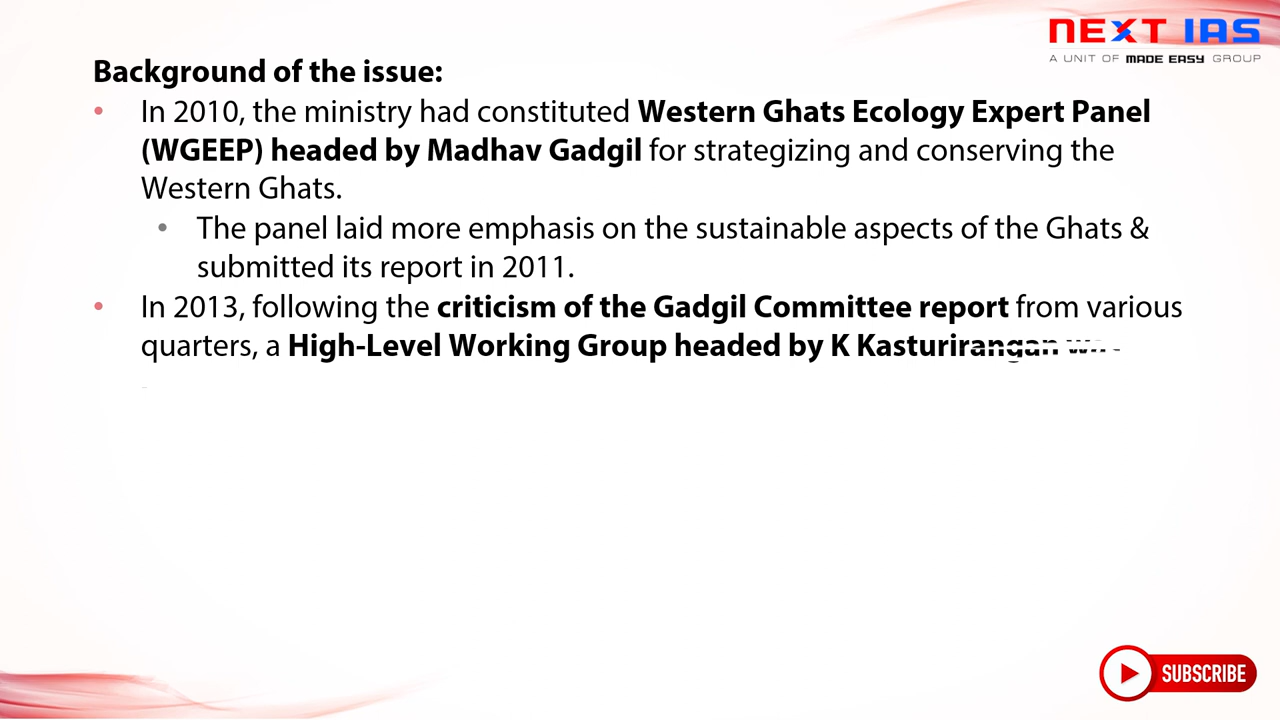 NEXT IAS
A UNIT OF MADE EASY GROUP
Background of the issue:
• In 2010, the ministry had constituted Western Ghats Ecology Expert Panel
(WGEEP) headed by Madhav Gadgil for strategizing and conserving the
Western Ghats.
• The panel laid more emphasis on the sustainable aspects of the Ghats &
submitted its report in 2011.
• In 2013, following the criticism of the Gadgil Committee report from various
quarters, a High-Level Working Group headed by K Kasturirangan
SUBSCRIBE